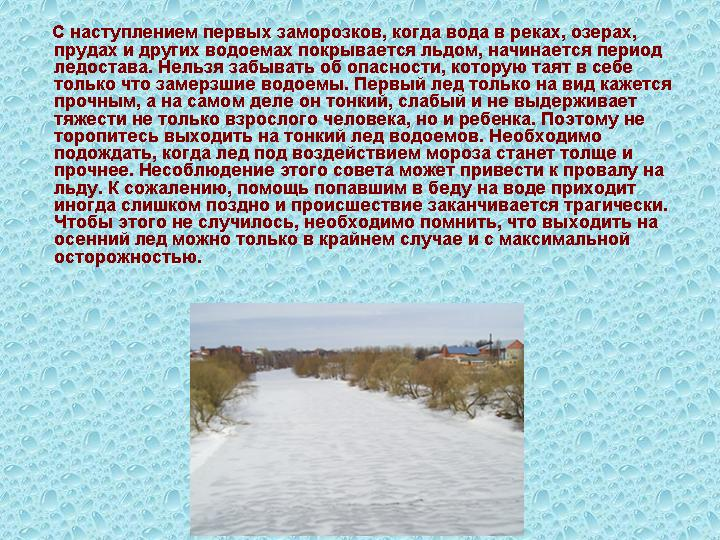 С наступлением первых заморозков, когда вода в реках, озерах,
прудах и других водоемах покрывается льдом, начинается период
ледостава. Нельзя забывать об опасности, которую таят в себе
только что замерзшие водоемы. Первый лед только на вид кажется
прочным, а на самом деле он тонкий, слабый и не выдерживает
тяжести не только взрослого человека, но и ребенка. Поэтому не
торопитесь выходить на тонкий лед водоемов. Необходимо
подождать, когда лед под воздействием мороза станет толще и
прочнее. Несоблюдение этого совета может привести к провалу на
льду. К сожалению, помощь попавшим в беду на воде приходит
иногда слишком поздно и происшествие заканчивается трагически.
Чтобы этого не случилось, необходимо помнить, что выходить на
осенний лед можно только в крайнем случае и с максимальной
осторожностью.